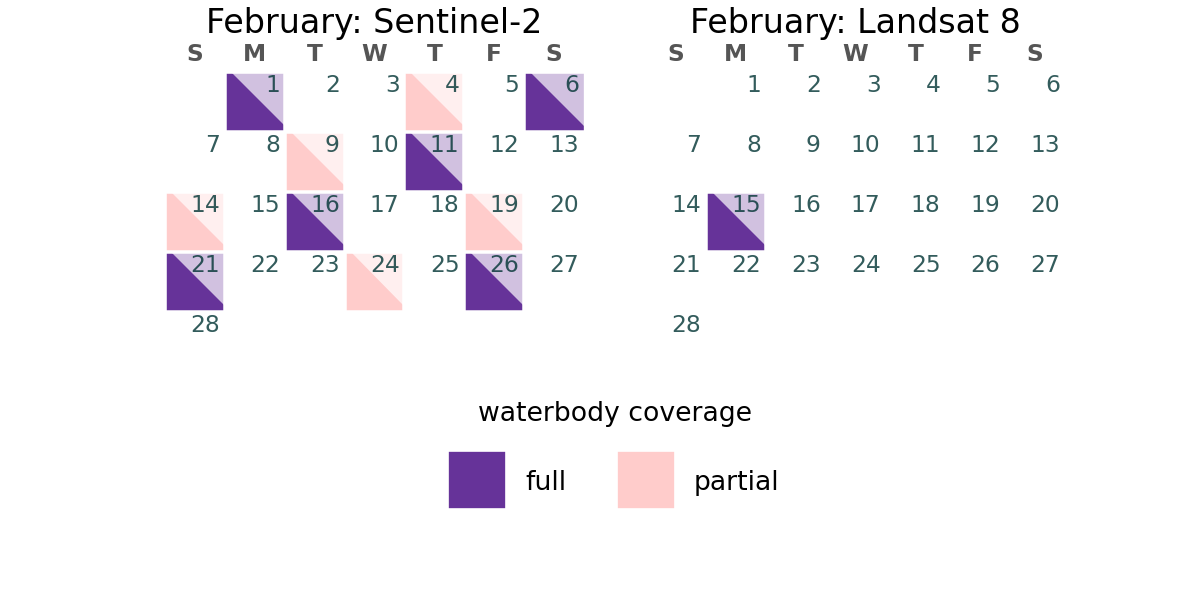 February: Sentinel-2
S M T W T F S
1 2 3 4 5 6
7 8 9 10 11 12 13
14 15 16 17 18 19 20
21 22 23 24 25 26 27
28
February: Landsat 8
S M T W T F S
1 2 3 4 5 6
7 8 9 10 11 12 13
14 15 16 17 18 19 20
21 22 23 24 25 26 27
28
waterbody coverage
full partial